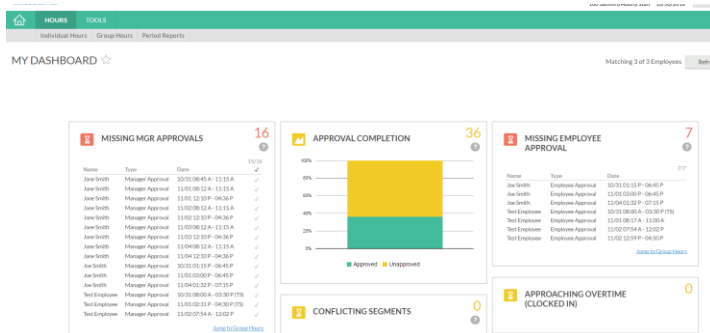 HOURS TOOLS
Individual Hours Group Hours Period Reports
MY DASHBOARD
Matching 3 of 3 Employees
MISSING MGR APPROVALS 16
15/16
Name Type Date
Jane Smith Manager Approval 10/31 08:45 A - 11:15 A
Jane Smith Manager Approval 11/01 08:12 A - 11:15 A
Jane Smith Manager Approval 11/01 12:10 P - 04:36 P
Jane Smith Manager Approval 11/02 08:12 A - 11:15 A
Jane Smith Manager Approval 11/02 12:10 P - 04:36 P
Jane Smith Manager Approval 11/03 08:12 A - 11:15 A
Jane Smith Manager Approval 11/03 12:10 P - 04:36 P
Jane Smith Manager Approval 11/04 08:12 A - 11:15 A
Jane Smith Manager Approval 11/04 12:10 P - 04:36 P
Joe Smith Manager Approval 10/31 01:15 P - 06:45 P
Joe Smith Manager Approval 11/01 03:00 P - 06:45 P
Joe Smith Manager Approval 11/04 01:32 P - 07:15 P
Test Employee Manager Approval 10/31 08:00 A - 03:30 P (TS)
Test Employee Manager Approval 11/01 02:31 P - 04:30 P (TS)
Test Employee Manager Approval 11/02 07:54 A - 12:02 P
Jump to Group Hours
APPROVAL COMPLETION 36
100%
80%
60%
40%
20%
0%
Approved Unapproved
CONFLICTING SEGMENTS 0
MISSING EMPLOYEE APPROVAL 7
7/7
Name Type Date
Joe Smith Employee Approval 10/31 01:15 P - 06:45 P
Joe Smith Employee Approval 11/01 03:00 P - 06:45 P
Joe Smith Employee Approval 11/04 01:32 P - 07:15 P
Test Employee Employee Approval 10/31 08:00 A - 03:30 P (TS)
Test Employee Employee Approval 11/01 08:17 A - 11:00 A
Test Employee Employee Approval 11/02 07:54 A - 12:02 P
Test Employee Employee Approval 11/02 12:59 P - 04:50 P
Jump to Group Hours
APPROACHING OVERTIME 0
(CLOCKED IN)